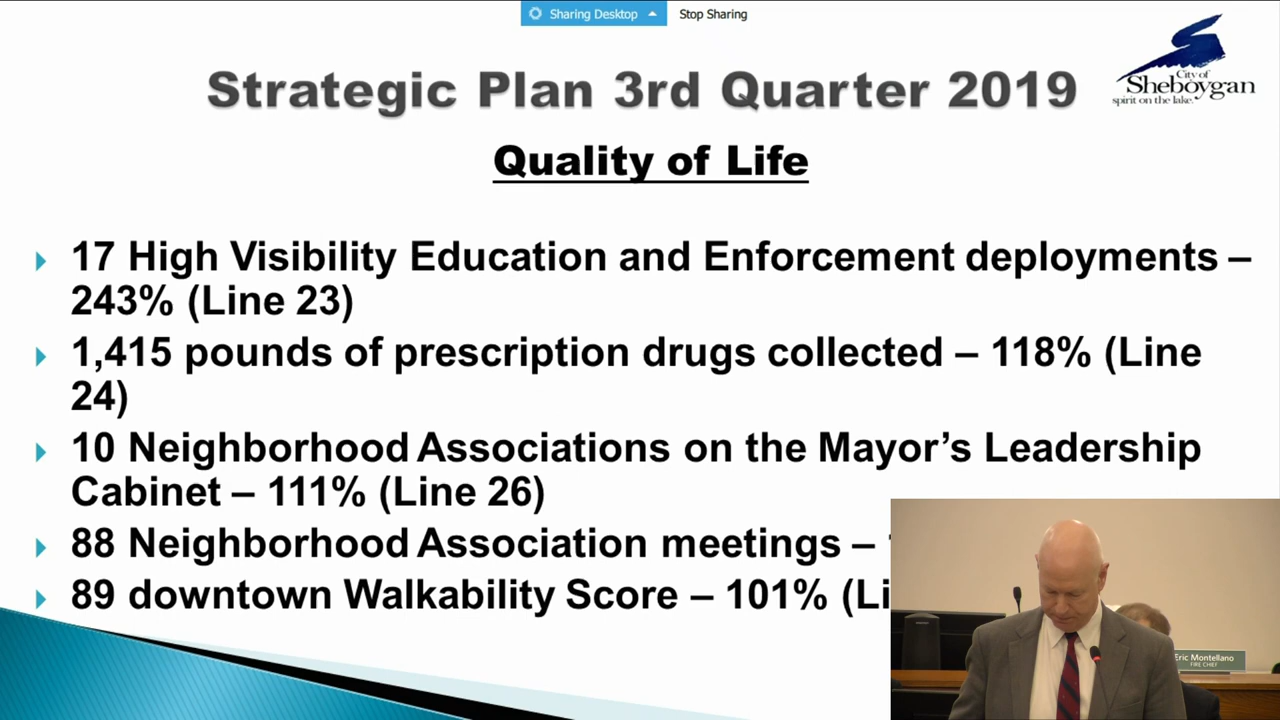 Sharing Desktop Stop Sharing
City of
Sheboygan
spirit on the lake.
Strategic Plan 3rd Quarter 2019
Quality of Life
17 High Visibility Education and Enforcement deployments –
243% (Line 23)
1,415 pounds of prescription drugs collected – 118% (Line
24)
10 Neighborhood Associations on the Mayor’s Leadership
Cabinet – 111% (Line 26)
88 Neighborhood Association meetings –
89 downtown Walkability Score – 101% (Li
Eric Montellano
FIRE CHIEF